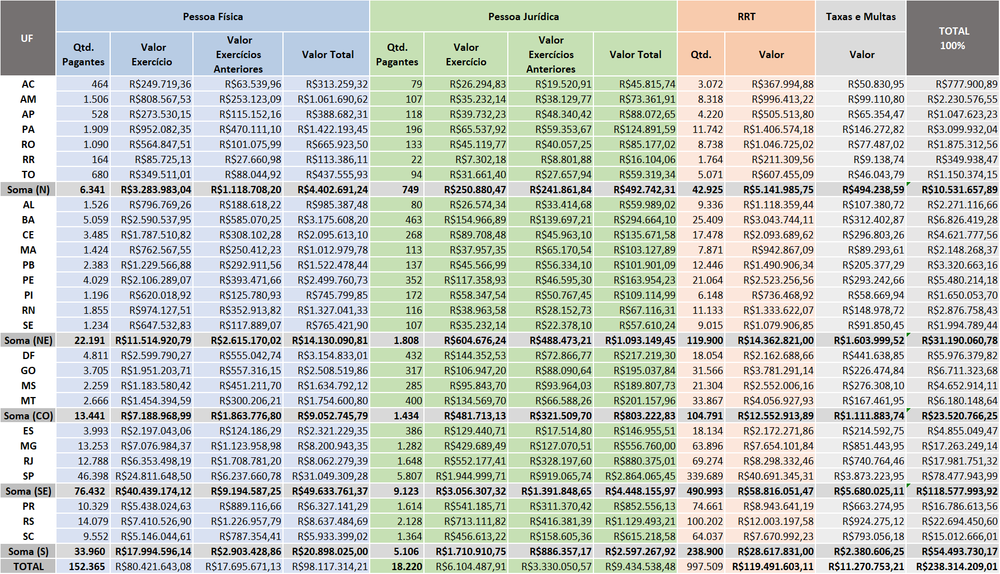 UF Pessoa Física Pessoa Jurídica RRT Taxas e Multas TOTAL 100%
Qtd. Pagantes Valor Exercício Valor Exercícios Anteriores Valor Total Qtd. Pagantes Valor Exercício Valor Exercícios Anteriores Valor Total Qtd. Valor Valor
AC 464 R$249.719,36 R$63.539,96 R$313.259,32 79 R$26.294,83 R$19.520,91 R$45.815,74 3.072 R$367.994,88 R$50.830,95 R$777.900,89
AM 1.506 R$808.567,53 R$253.123,09 R$1.061.690,62 107 R$35.232,14 R$38.129,77 R$73.361,91 8.318 R$996.413,22 R$99.110,80 R$2.230.576,55
AP 528 R$273.530,15 R$115.152,16 R$388.682,31 118 R$39.732,23 R$48.340,42 R$88.072,65 4.220 R$505.513,80 R$65.354,47 R$1.047.623,23
PA 1.909 R$952.082,35 R$470.111,10 R$1.422.193,45 196 R$65.537,92 R$59.353,67 R$124.891,59 11.742 R$1.406.574,18 R$146.272,82 R$3.099.932,04
RO 1.090 R$564.847,51 R$101.075,99 R$665.923,50 133 R$45.119,77 R$40.057,25 R$85.177,02 8.738 R$1.046.725,02 R$77.487,02 R$1.875.312,56
RR 164 R$85.725,13 R$27.660,98 R$113.386,11 22 R$7.302,18 R$8.801,88 R$16.104,06 1.764 R$211.309,56 R$9.138,74 R$349.938,47
TO 680 R$349.511,01 R$88.044,92 R$437.555,93 94 R$31.661,40 R$27.657,94 R$59.319,34 5.071 R$607.455,09 R$46.043,79 R$1.150.374,15
Soma (N) 6.341 R$3.283.983,04 R$1.118.708,20 R$4.402.691,24 749 R$250.880,47 R$241.861,84 R$492.742,31 42.925 R$5.141.985,75 R$494.238,59 R$10.531.657,89
AL 1.526 R$796.769,26 R$188.618,22 R$985.387,48 80 R$26.574,34 R$33.414,68 R$59.989,02 9.336 R$1.118.359,44 R$107.380,72 R$2.271.116,66
BA 5.059 R$2.590.537,95 R$585.070,25 R$3.175.608,20 463 R$154.966,89 R$139.697,21 R$294.664,10 25.409 R$3.043.744,11 R$312.402,87 R$6.826.419,28
CE 3.485 R$1.787.510,82 R$308.102,28 R$2.095.613,10 268 R$89.708,48 R$45.963,10 R$135.671,58 17.478 R$2.093.689,62 R$296.803,26 R$4.621.777,56
MA 1.424 R$762.567,55 R$250.412,23 R$1.012.979,78 113 R$37.957,35 R$65.170,54 R$103.127,89 7.871 R$942.867,09 R$89.293,61 R$2.148.268,37
PB 2.383 R$1.229.566,88 R$292.911,56 R$1.522.478,44 137 R$45.566,99 R$56.334,10 R$101.901,09 12.446 R$1.490.906,34 R$205.377,29 R$3.320.663,16
PE 4.029 R$2.106.289,07 R$393.471,66 R$2.499.760,73 352 R$117.358,93 R$46.595,30 R$163.954,23 21.064 R$2.523.256,56 R$293.242,66 R$5.480.214,18
PI 1.196 R$620.018,92 R$125.780,93 R$745.799,85 172 R$58.347,54 R$50.767,45 R$109.114,99 6.148 R$736.468,92 R$58.669,94 R$1.650.053,70
RN 1.855 R$974.127,51 R$352.913,82 R$1.327.041,33 116 R$38.963,58 R$28.152,73 R$67.116,31 11.133 R$1.333.622,07 R$148.978,72 R$2.876.758,43
SE 1.234 R$647.532,83 R$117.889,07 R$765.421,90 107 R$35.232,14 R$22.378,10 R$57.610,24 9.015 R$1.079.906,85 R$91.850,45 R$1.994.789,44
Soma (NE) 22.191 R$11.514.920,79 R$2.615.170,02 R$14.130.090,81 1.808 R$604.676,24 R$488.473,21 R$1.093.149,45 119.900 R$14.362.821,00 R$1.603.999,52 R$31.190.060,78
DF 4.811 R$2.599.790,27 R$555.042,74 R$3.154.833,01 432 R$144.352,53 R$72.866,77 R$217.219,30 18.054 R$2.162.688,66 R$441.638,85 R$5.976.379,82
GO 3.705 R$1.951.203,71 R$557.316,15 R$2.508.519,86 317 R$106.947,20 R$88.090,64 R$195.037,84 31.566 R$3.781.291,14 R$226.474,84 R$6.711.323,68
MS 2.259 R$1.183.580,42 R$451.211,70 R$1.634.792,12 285 R$95.843,70 R$93.964,03 R$189.807,73 21.304 R$2.552.006,16 R$276.308,10 R$4.652.914,11
MT 2.666 R$1.454.394,59 R$300.206,21 R$1.754.600,80 400 R$134.569,70 R$66.588,26 R$201.157,96 33.867 R$4.056.927,93 R$167.461,95 R$6.180.148,64
Soma (CO) 13.441 R$7.188.968,99 R$1.863.776,80 R$9.052.745,79 1.434 R$481.713,13 R$321.509,70 R$803.222,83 104.791 R$12.552.913,89 R$1.111.883,74 R$23.520.766,25
ES 3.993 R$2.197.043,06 R$124.186,29 R$2.321.229,35 386 R$129.440,71 R$17.514,80 R$146.955,51 18.134 R$2.172.271,86 R$214.592,75 R$4.855.049,47
MG 13.253 R$7.076.984,37 R$1.123.958,98 R$8.200.943,35 1.282 R$429.689,49 R$127.070,51 R$556.760,00 63.896 R$7.654.101,84 R$851.443,95 R$17.263.249,14
RJ 12.788 R$6.353.498,19 R$1.708.781,20 R$8.062.279,39 1.648 R$552.177,41 R$328.197,60 R$880.375,01 69.274 R$8.298.332,46 R$740.764,46 R$17.981.751,32
SP 46.398 R$24.811.648,50 R$6.237.660,78 R$31.049.309,28 5.807 R$1.944.999,71 R$919.065,74 R$2.864.065,45 339.689 R$40.691.345,31 R$3.873.223,95 R$78.477.943,99
Soma (SE) 76.432 R$40.439.174,12 R$9.194.587,25 R$49.633.761,37 9.123 R$3.056.307,32 R$1.391.848,65 R$4.448.155,97 490.993 R$58.816.051,47 R$5.680.025,11 R$118.577.993,92
PR 10.329 R$5.438.024,63 R$889.116,66 R$6.327.141,29 1.614 R$541.185,71 R$311.370,42 R$852.556,13 74.661 R$8.943.641,19 R$663.274,95 R$16.786.613,56
RS 14.079 R$7.410.526,90 R$1.226.957,79 R$8.637.484,69 2.128 R$713.111,82 R$416.381,39 R$1.129.493,21 100.202 R$12.003.197,58 R$924.275,12 R$22.694.450,60
SC 9.552 R$5.146.044,61 R$787.354,41 R$5.933.399,02 1.364 R$456.613,22 R$158.605,36 R$615.218,58 64.037 R$7.670.992,23 R$793.056,18 R$15.012.666,01
Soma (S) 33.960 R$17.994.596,14 R$2.903.428,86 R$20.898.025,00 5.106 R$1.710.910,75 R$886.357,17 R$2.597.267,92 238.900 R$28.617.831,00 R$2.380.606,25 R$54.493.730,17
TOTAL 152.365 R$80.421.643,08 R$17.695.671,13 R$98.117.314,21 18.220 R$6.104.487,91 R$3.330.050,57 R$9.434.538,48 997.509 R$119.491.603,11 R$11.270.753,21 R$238.314.209,01